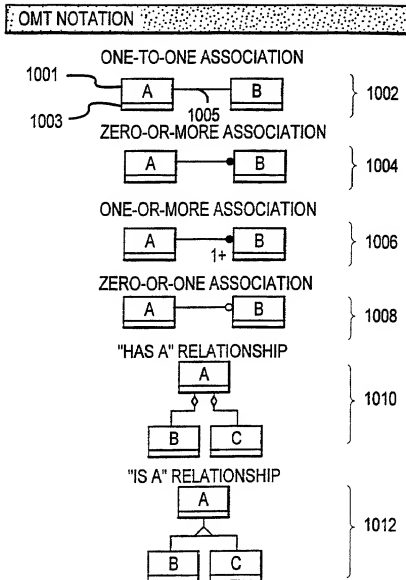 OMT NOTATION
ONE-TO-ONE ASSOCIATION
1001
A B
1002
1003
1005
ZERO-OR-MORE ASSOCIATION
A B
1004
ONE-OR-MORE ASSOCIATION
A B
1006
1+
ZERO-OR-ONE ASSOCIATION
A B
1008
"HAS A" RELATIONSHIP
A
1010
B C
"IS A" RELATIONSHIP
A
1012
B C